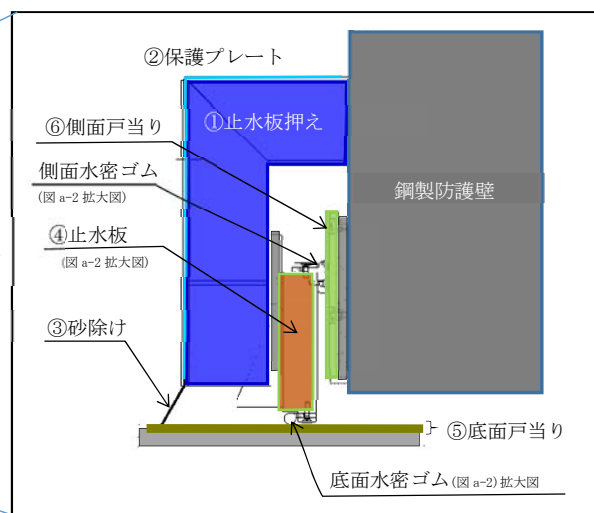 ②保護プレート
①止水板押え
⑥側面戸当り
側面水密ゴム
(図 a-2 拡大図)
鋼製防護壁
④止水板
(図 a-2 拡大図)
③砂除け
⑤底面戸当り
底面水密ゴム(図 a-2)拡大図